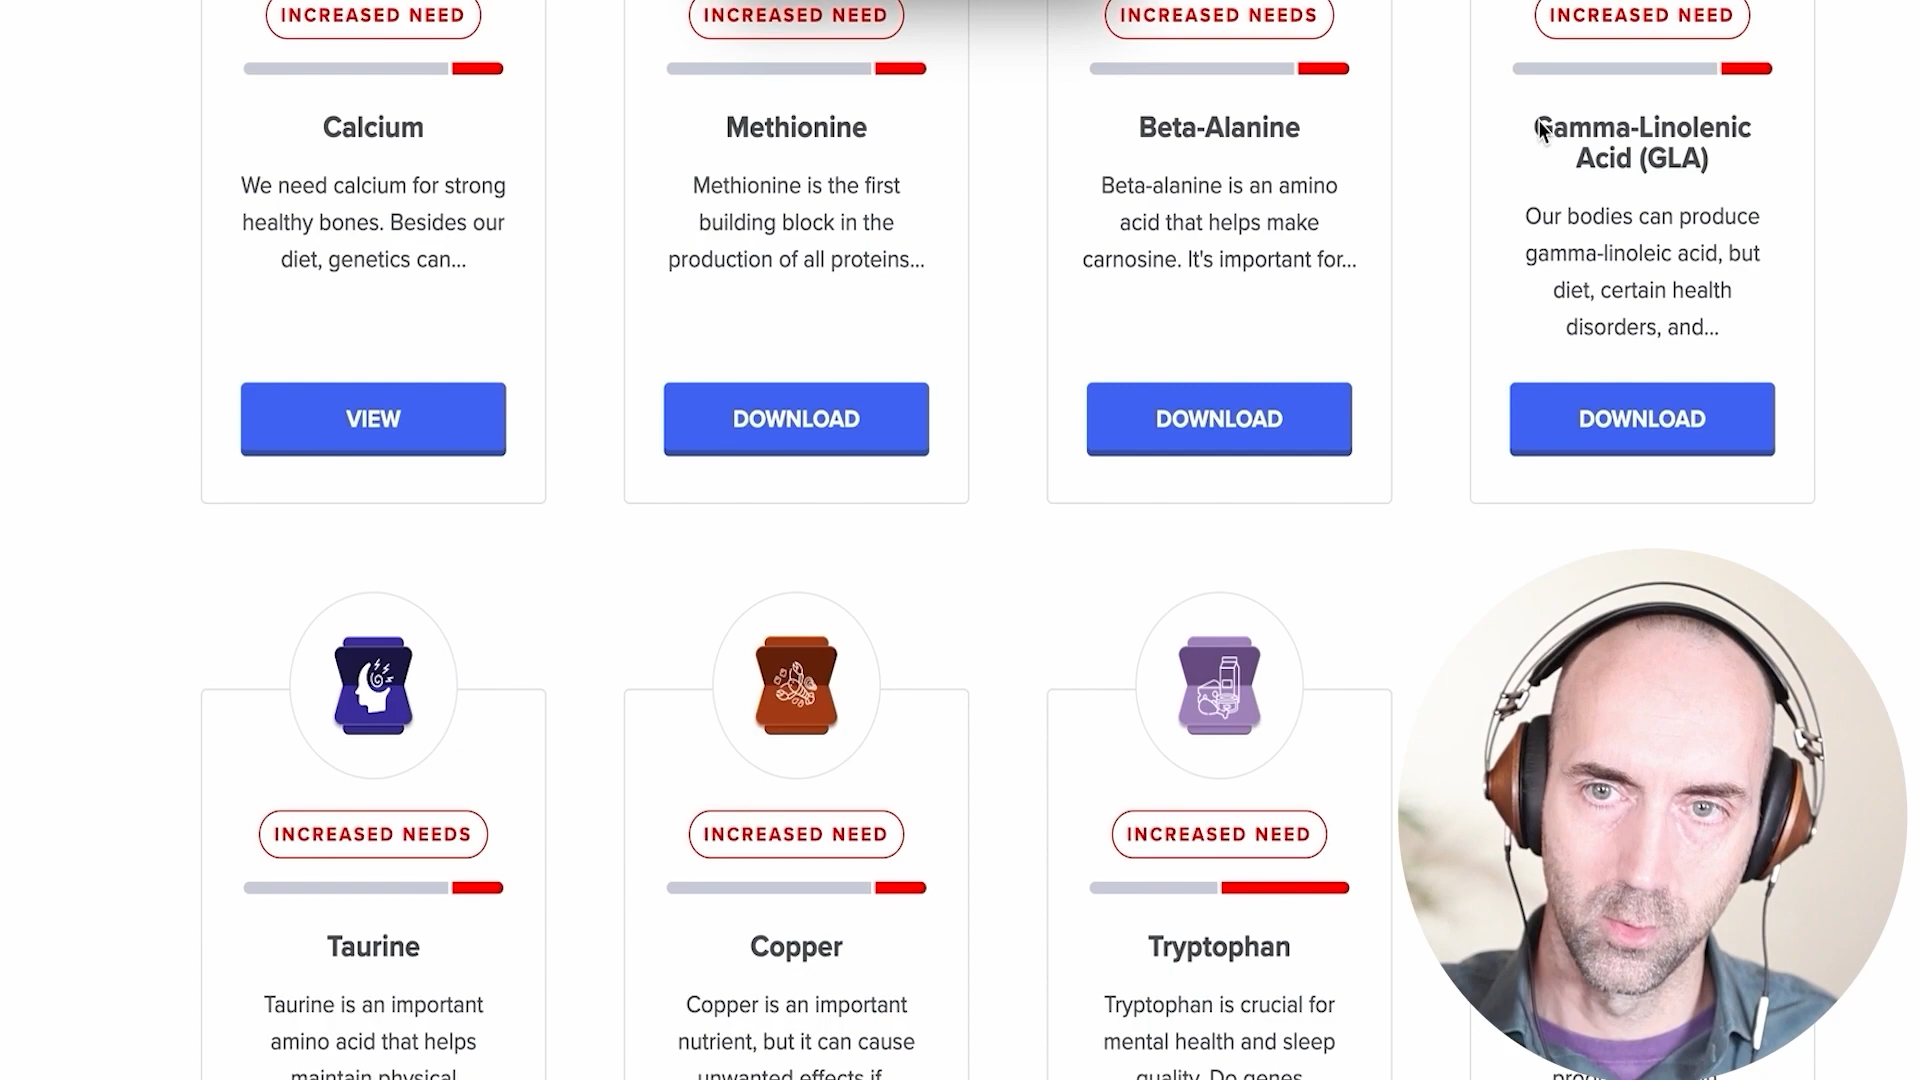 INCREASED NEED
INCREASED NEED
INCREASED NEEDS
INCREASED NEED
Calcium
We need calcium for strong
healthy bones. Besides our
diet, genetics can...
VIEW
Methionine
Methionine is the first
building block in the
production of all proteins...
DOWNLOAD
Beta-Alanine
Beta-alanine is an amino
acid that helps make
carnosine. It's important for...
DOWNLOAD
Gamma-Linolenic
Acid (GLA)
Our bodies can produce
gamma-linoleic acid, but
diet, certain health
disorders, and...
DOWNLOAD
INCREASED NEEDS
Taurine
Taurine is an important
amino acid that helps
maintain physical
INCREASED NEED
Copper
Copper is an important
nutrient, but it can cause
unwanted effects if
INCREASED NEED
Tryptophan
Tryptophan is crucial for
mental health and sleep
quality. Do genes